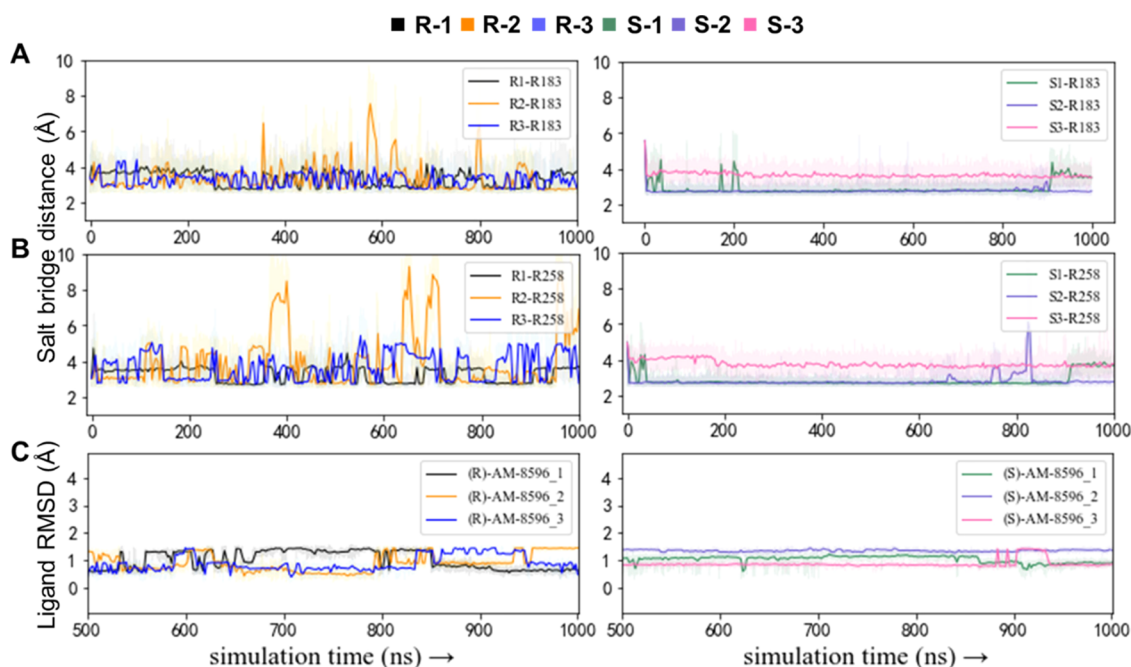 R-1 R-2 R-3 S-1 S-2 S-3
A
Salt bridge distance (Å)
10
8
6
4
2
0 200 400 600 800 1000
R1-R183
R2-R183
R3-R183
10
8
6
4
2
0 200 400 600 800 1000
S1-R183
S2-R183
S3-R183
B
10
8
6
4
2
0 200 400 600 800 1000
R1-R258
R2-R258
R3-R258
10
8
6
4
2
0 200 400 600 800 1000
S1-R258
S2-R258
S3-R258
C
Ligand RMSD (Å)
4
3
2
1
0
500 600 700 800 900 1000
(R)-AM-8596_1
(R)-AM-8596_2
(R)-AM-8596_3
simulation time (ns) →
4
3
2
1
0
500 600 700 800 900 1000
(S)-AM-8596_1
(S)-AM-8596_2
(S)-AM-8596_3
simulation time (ns) →